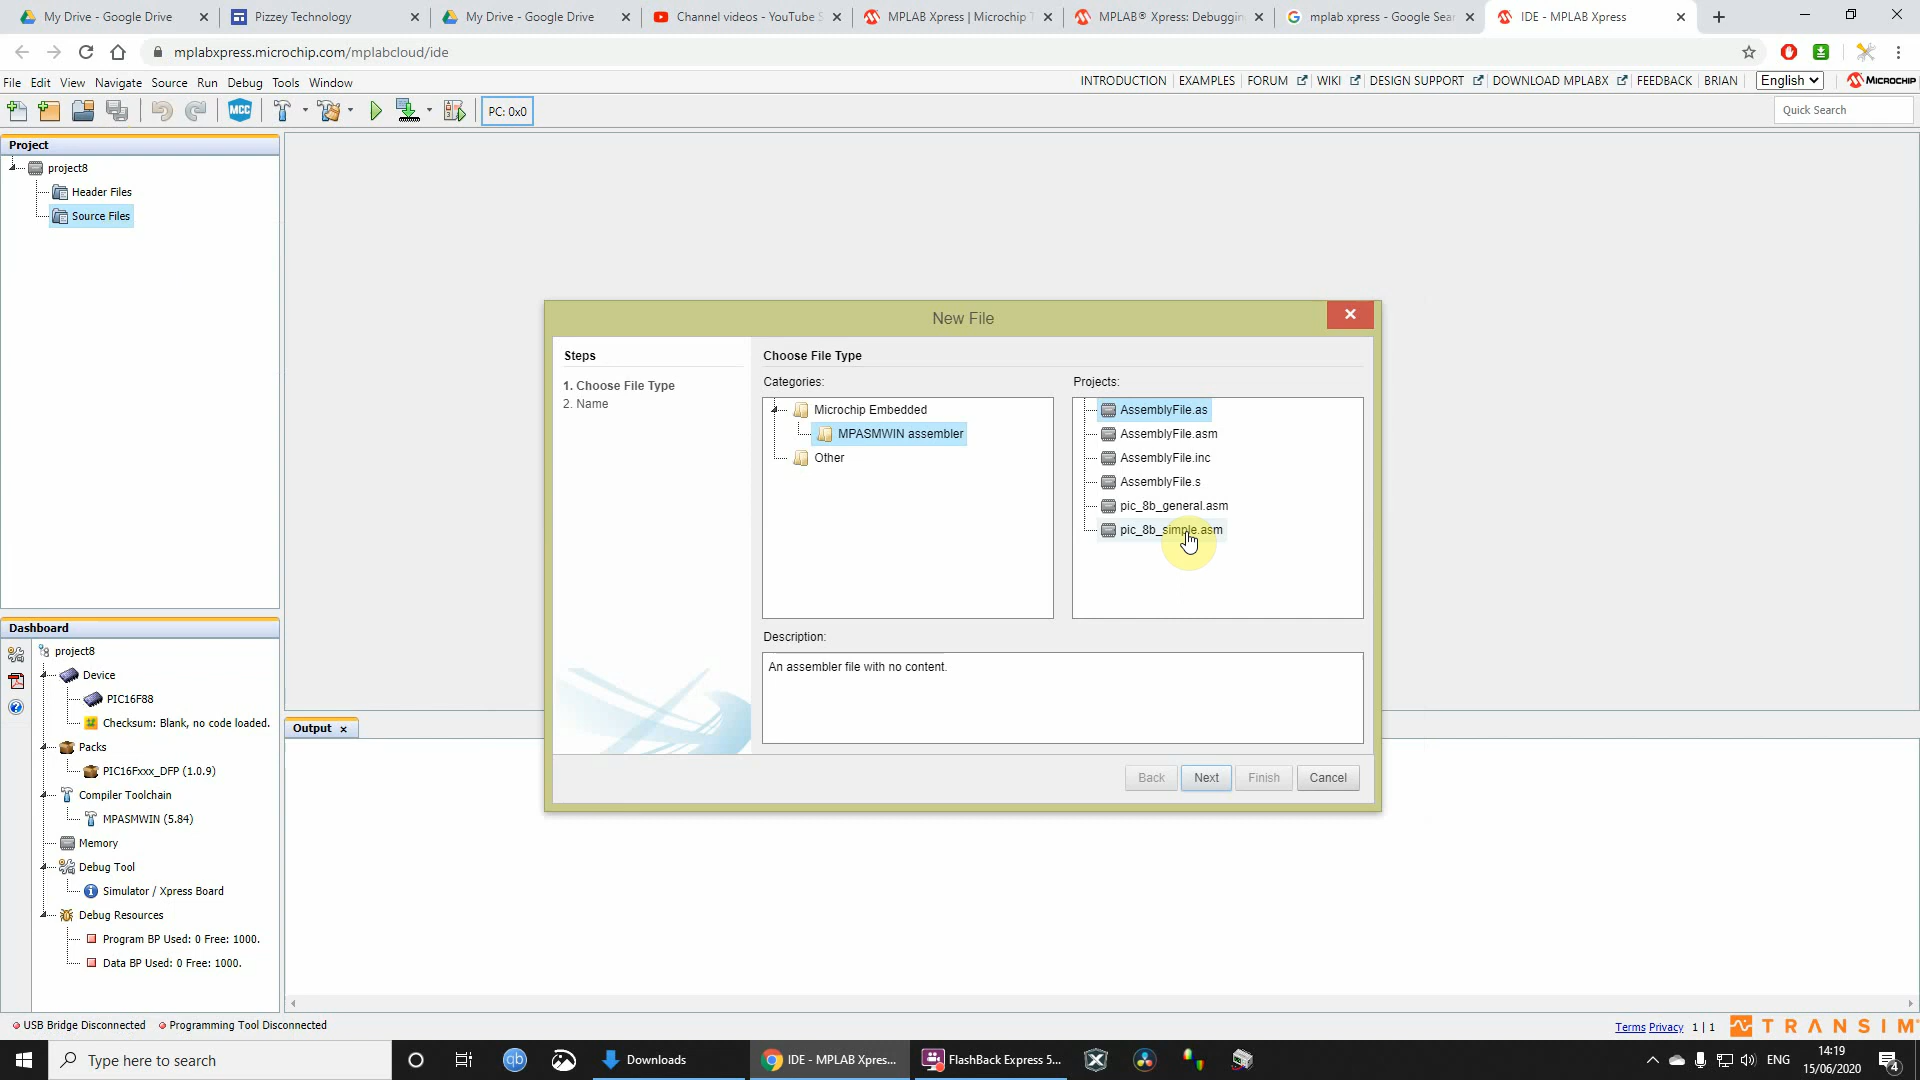 My Drive - Google Drive
Pizzey Technology
My Drive - Google Drive
Channel videos - YouTube S
MPLAB Xpress | Microchip T
MPLAB® Xpress: Debuggin
mplab xpress - Google Sear
IDE - MPLAB Xpress
mplabxpress.microchip.com/mplabcloud/ide
File Edit View Navigate Source Run Debug Tools Window
INTRODUCTION EXAMPLES FORUM WIKI DESIGN SUPPORT DOWNLOAD MPLABX FEEDBACK BRIAN English MICROCHIP
MCC
PC: 0x0
Quick Search
Project
project8
Header Files
Source Files
New File
Steps
1. Choose File Type
2. Name
Choose File Type
Categories:
Microchip Embedded
MPASMWIN assembler
Other
Projects:
AssemblyFile.as
AssemblyFile.asm
AssemblyFile.inc
AssemblyFile.s
pic_8b_general.asm
pic_8b_simple.asm
Description:
An assembler file with no content.
Back Next Finish Cancel
Dashboard
project8
Device
PIC16F88
Checksum: Blank, no code loaded.
Packs
PIC16Fxxx_DFP (1.0.9)
Compiler Toolchain
MPASMWIN (5.84)
Memory
Debug Tool
Simulator / Xpress Board
Debug Resources
Program BP Used: 0 Free: 1000.
Data BP Used: 0 Free: 1000.
Output x
USB Bridge Disconnected Programming Tool Disconnected
Terms Privacy 1 | 1 TRANSIM
Type here to search
qb
Downloads
IDE - MPLAB Xpres...
FlashBack Express 5...
ENG
14:19
15/06/2020
4